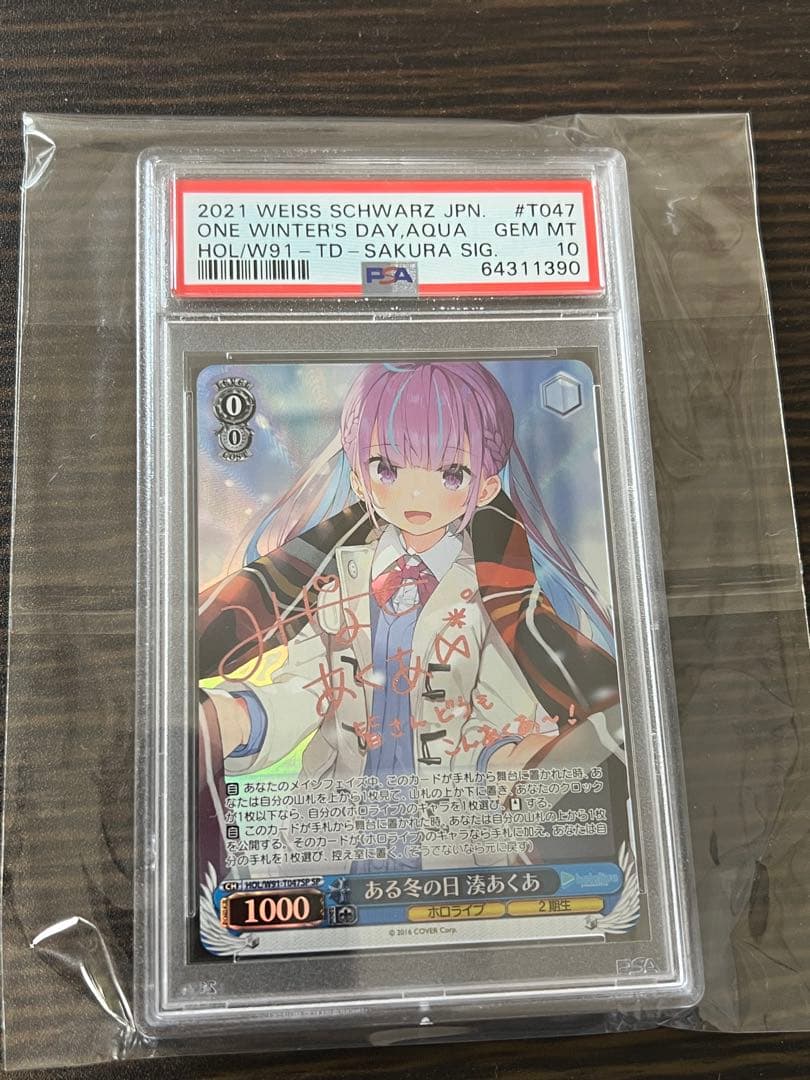 2021 WEISS SCHWARZ JPN. #T047
ONE WINTER'S DAY,AQUA GEM MT
HOL/W91-TD-SAKURA SIG. 10
PSA 64311390
LEVEL
0
0
COST
みなと
あくあ
皆さんどうも
こんあくあ〜!
自 あなたのメインフェイズ中、このカードが手札から舞台に置かれた時、あ
なたは自分の山札を上から1枚見て、山札の上か下に置き、あなたのクロック
が1枚以下なら、自分の《ホロライブ》のキャラを1枚選び、する。
自 このカードが手札から舞台に置かれた時、あなたは自分の山札の上から1枚
を公開する。そのカードが《ホロライブ》のキャラなら手札に加え、あなたは自
分の手札を1枚選び、控え室に置く。(そうでないなら元に戻す)
CH HOL/W91-T047SP SP
ある冬の日 湊あくあ
hololive
1000
ホロライブ 2期生
© 2016 COVER Corp.
PSA